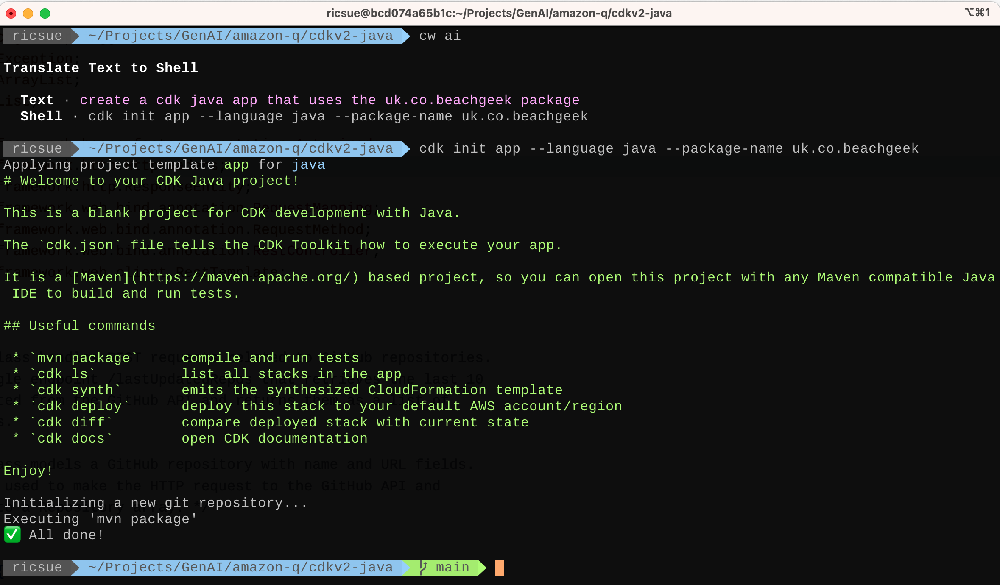 ricsue@bcd074a65b1c:~/Projects/GenAI/amazon-q/cdkv2-java ⌥⌘1
ricsue ~/Projects/GenAI/amazon-q/cdkv2-java cw ai
Translate Text to Shell
Text · create a cdk java app that uses the uk.co.beachgeek package
Shell · cdk init app --language java --package-name uk.co.beachgeek
ricsue ~/Projects/GenAI/amazon-q/cdkv2-java cdk init app --language java --package-name uk.co.beachgeek
Applying project template app for java
# Welcome to your CDK Java project!
This is a blank project for CDK development with Java.
The `cdk.json` file tells the CDK Toolkit how to execute your app.
It is a [Maven](https://maven.apache.org/) based project, so you can open this project with any Maven compatible Java
IDE to build and run tests.
## Useful commands
* `mvn package`     compile and run tests
* `cdk ls`          list all stacks in the app
* `cdk synth`       emits the synthesized CloudFormation template
* `cdk deploy`      deploy this stack to your default AWS account/region
* `cdk diff`        compare deployed stack with current state
* `cdk docs`        open CDK documentation
Enjoy!
Initializing a new git repository...
Executing 'mvn package'
✅ All done!
ricsue ~/Projects/GenAI/amazon-q/cdkv2-java main